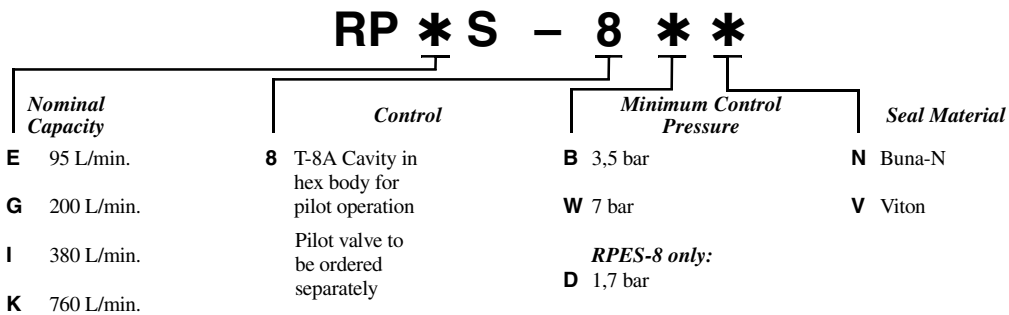 RP ✱ S – 8 ✱ ✱
Nominal
Capacity
E 95 L/min.
G 200 L/min.
I 380 L/min.
K 760 L/min.
Control
8 T-8A Cavity in
hex body for
pilot operation
Pilot valve to
be ordered
separately
Minimum Control
Pressure
B 3,5 bar
W 7 bar
RPES-8 only:
D 1,7 bar
Seal Material
N Buna-N
V Viton